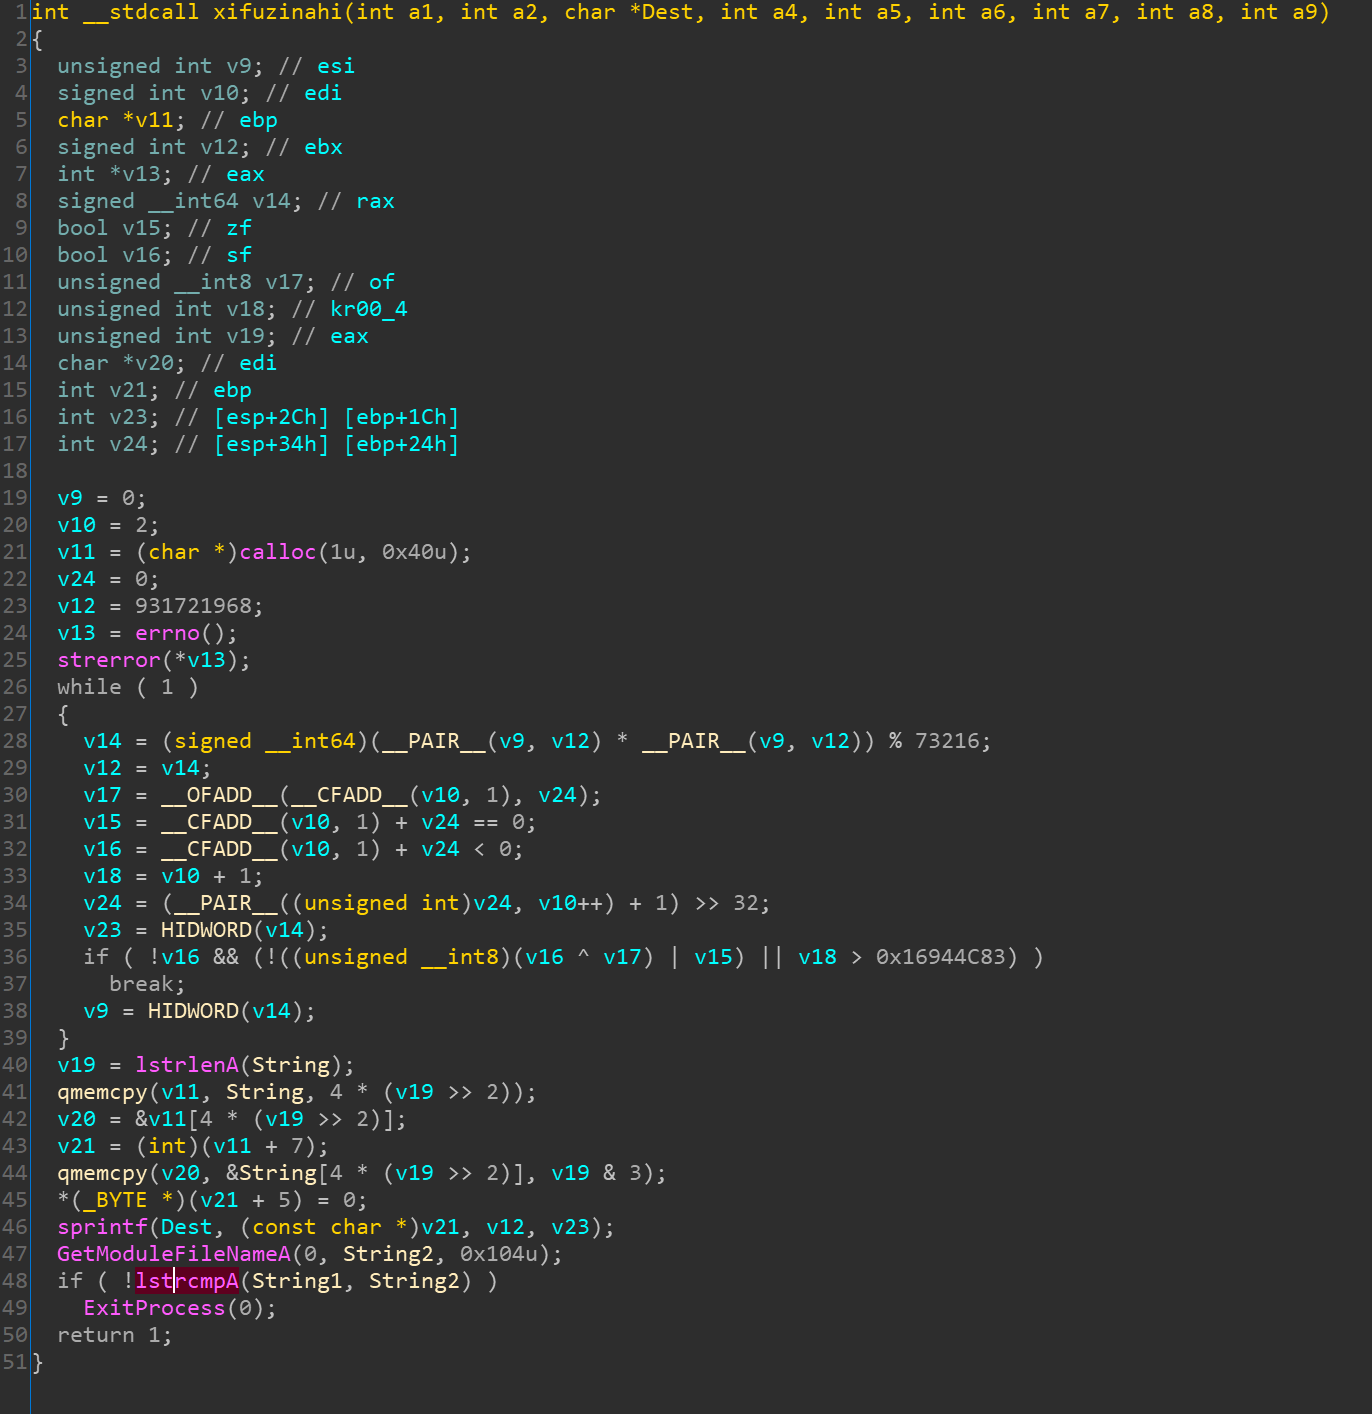 1 int __stdcall xifuzinahi(int a1, int a2, char *Dest, int a4, int a5, int a6, int a7, int a8, int a9)
2 {
3   unsigned int v9; // esi
4   signed int v10; // edi
5   char *v11; // ebp
6   signed int v12; // ebx
7   int *v13; // eax
8   signed __int64 v14; // rax
9   bool v15; // zf
10   bool v16; // sf
11   unsigned __int8 v17; // of
12   unsigned int v18; // kr00_4
13   unsigned int v19; // eax
14   char *v20; // edi
15   int v21; // ebp
16   int v23; // [esp+2Ch] [ebp+1Ch]
17   int v24; // [esp+34h] [ebp+24h]
18
19   v9 = 0;
20   v10 = 2;
21   v11 = (char *)calloc(1u, 0x40u);
22   v24 = 0;
23   v12 = 931721968;
24   v13 = errno();
25   strerror(*v13);
26   while ( 1 )
27   {
28     v14 = (signed __int64)(__PAIR__(v9, v12) * __PAIR__(v9, v12)) % 73216;
29     v12 = v14;
30     v17 = __OFADD__(__CFADD__(v10, 1), v24);
31     v15 = __CFADD__(v10, 1) + v24 == 0;
32     v16 = __CFADD__(v10, 1) + v24 < 0;
33     v18 = v10 + 1;
34     v24 = (__PAIR__((unsigned int)v24, v10++) + 1) >> 32;
35     v23 = HIDWORD(v14);
36     if ( !v16 && (!((unsigned __int8)(v16 ^ v17) | v15) || v18 > 0x16944C83) )
37       break;
38     v9 = HIDWORD(v14);
39   }
40   v19 = lstrlenA(String);
41   qmemcpy(v11, String, 4 * (v19 >> 2));
42   v20 = &v11[4 * (v19 >> 2)];
43   v21 = (int)(v11 + 7);
44   qmemcpy(v20, &String[4 * (v19 >> 2)], v19 & 3);
45   *(_BYTE *)(v21 + 5) = 0;
46   sprintf(Dest, (const char *)v21, v12, v23);
47   GetModuleFileNameA(0, String2, 0x104u);
48   if ( !lstrcmpA(String1, String2) )
49     ExitProcess(0);
50   return 1;
51 }